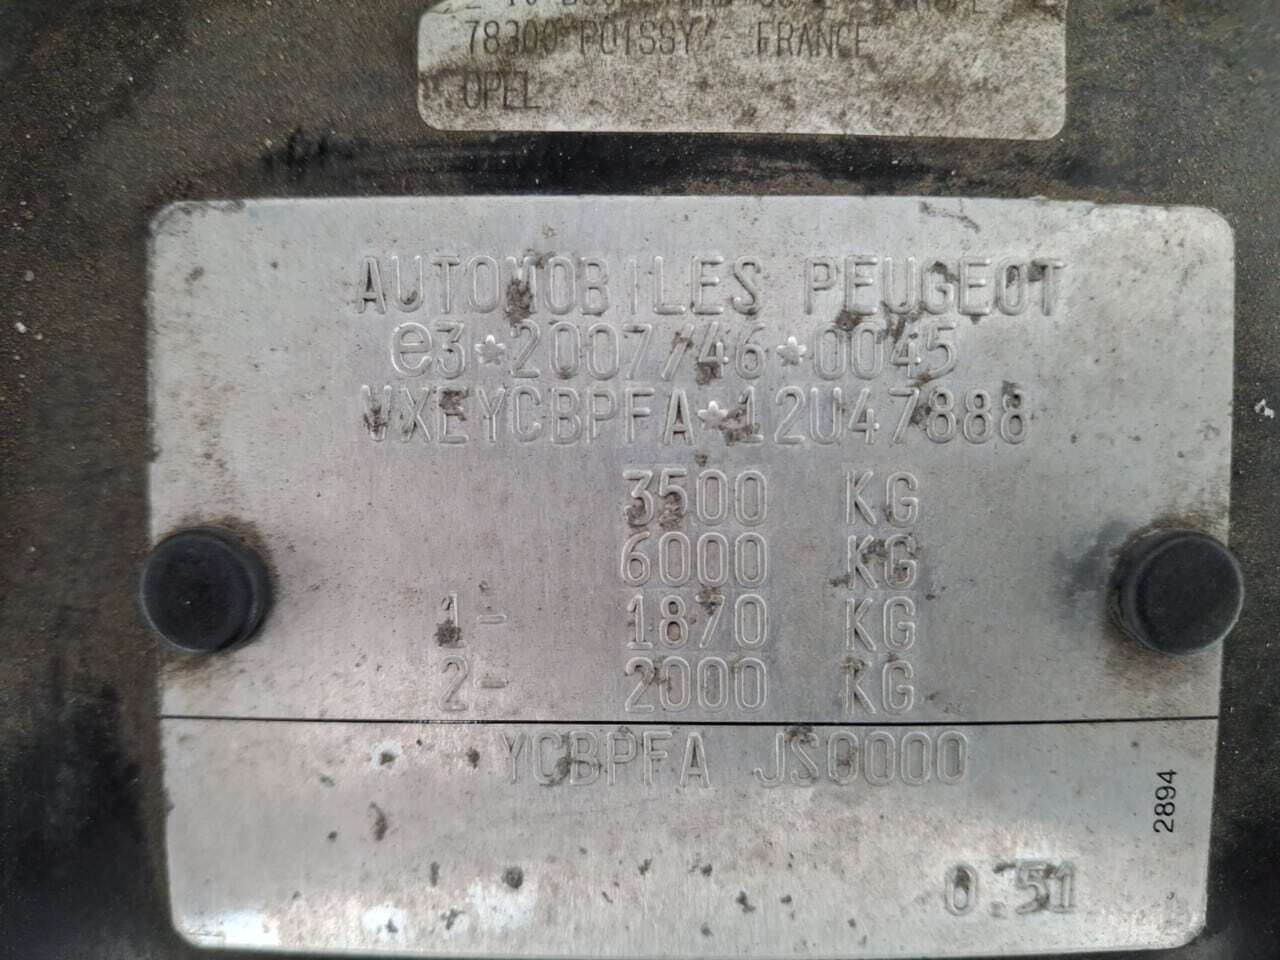 78300 POISSY - FRANCE
OPEL
AUTOMOBILES PEUGEOT
e3*2007/46*0045
VXEYCBPFA*12U47888
3500 KG
6000 KG
1- 1870 KG
2- 2000 KG
YCBPFA JS0000
2894
0.51